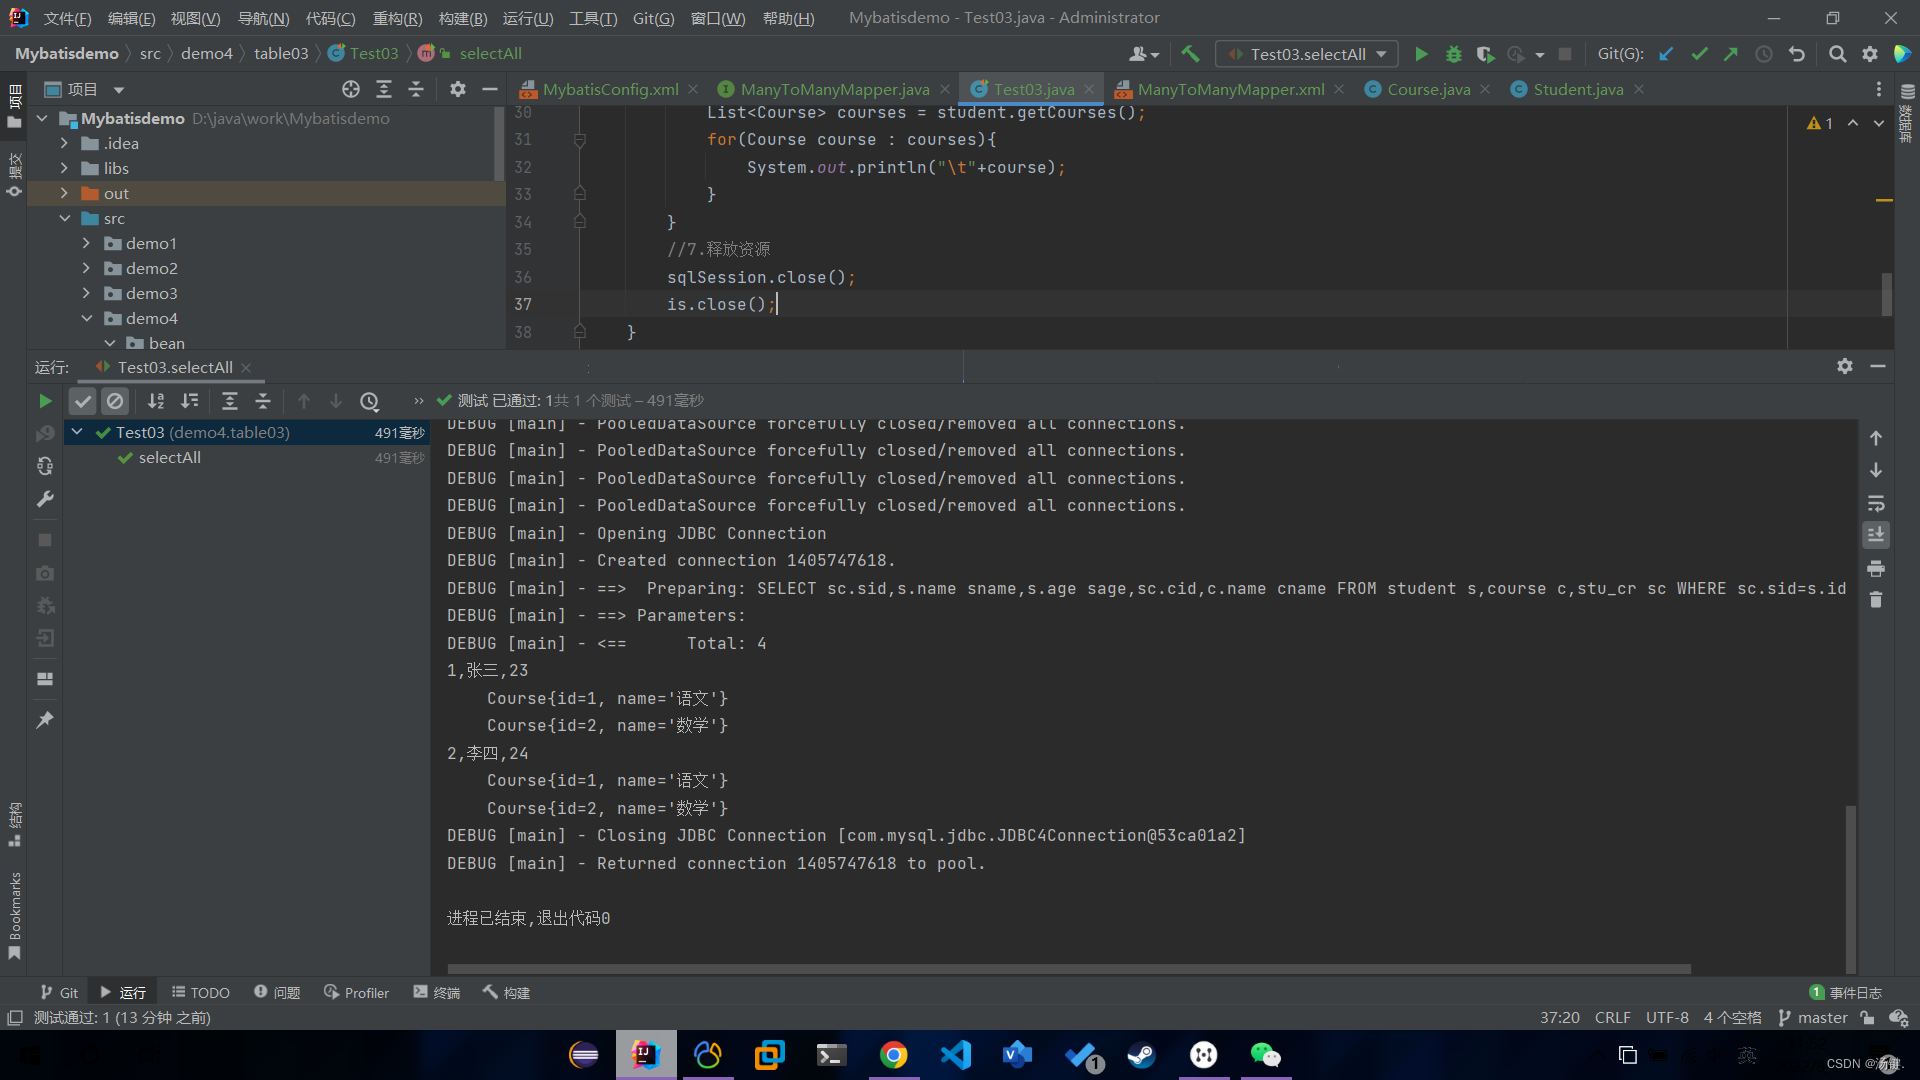 文件(F) 编辑(E) 视图(V) 导航(N) 代码(C) 重构(R) 构建(B) 运行(U) 工具(T) Git(G) 窗口(W) 帮助(H) Mybatisdemo - Test03.java - Administrator
Mybatisdemo src demo4 table03 Test03 selectAll Test03.selectAll Git(G):
项目 MybatisConfig.xml ManyToManyMapper.java Test03.java ManyToManyMapper.xml Course.java Student.java
项目
提交
结构
Bookmarks
数据库
Mybatisdemo D:\java\work\Mybatisdemo
.idea
libs
out
src
demo1
demo2
demo3
demo4
bean
30 List<Course> courses = student.getCourses();
31 for(Course course : courses){
32 System.out.println("\t"+course);
33 }
34 }
35 //7.释放资源
36 sqlSession.close();
37 is.close();
38 }
1
运行: Test03.selectAll
测试 已通过: 1共 1 个测试 – 491毫秒
Test03 (demo4.table03) 491毫秒
selectAll 491毫秒
DEBUG [main] - PooledDataSource forcefully closed/removed all connections.
DEBUG [main] - PooledDataSource forcefully closed/removed all connections.
DEBUG [main] - PooledDataSource forcefully closed/removed all connections.
DEBUG [main] - PooledDataSource forcefully closed/removed all connections.
DEBUG [main] - Opening JDBC Connection
DEBUG [main] - Created connection 1405747618.
DEBUG [main] - ==>  Preparing: SELECT sc.sid,s.name sname,s.age sage,sc.cid,c.name cname FROM student s,course c,stu_cr sc WHERE sc.sid=s.id
DEBUG [main] - ==> Parameters:
DEBUG [main] - <==      Total: 4
1,张三,23
Course{id=1, name='语文'}
Course{id=2, name='数学'}
2,李四,24
Course{id=1, name='语文'}
Course{id=2, name='数学'}
DEBUG [main] - Closing JDBC Connection [com.mysql.jdbc.JDBC4Connection@53ca01a2]
DEBUG [main] - Returned connection 1405747618 to pool.
进程已结束,退出代码0
Git 运行 TODO 问题 Profiler 终端 构建 1 事件日志
测试通过: 1 (13 分钟 之前) 37:20 CRLF UTF-8 4 个空格 master
1 英
CSDN @汤键.